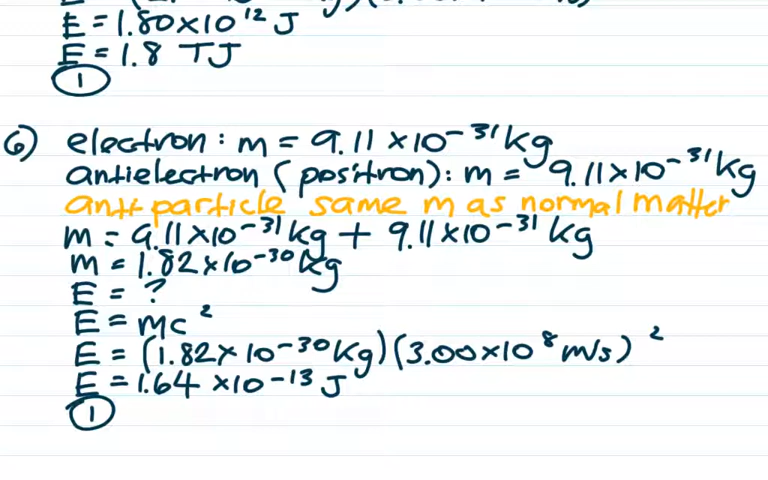 E = 1.80×10¹² J
E = 1.8 TJ
①
6) electron: m = 9.11 ×10⁻³¹ kg
antielectron (positron): m = 9.11×10⁻³¹ kg
anti particle same m as normal matter
m = 9.11×10⁻³¹ kg + 9.11×10⁻³¹ kg
m = 1.82×10⁻³⁰ kg
E = ?
E = mc²
E = (1.82×10⁻³⁰ kg)(3.00×10⁸ m/s)²
E = 1.64 ×10⁻¹³ J
①